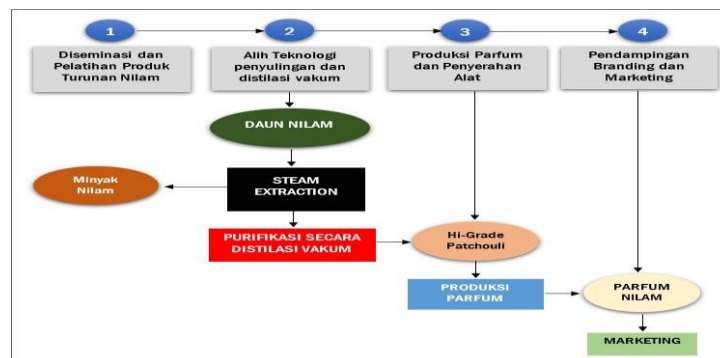 1
2
3
4
Diseminasi dan
Pelatihan Produk
Turunan Nilam
Alih Teknologi
penyulingan dan
distilasi vakum
Produksi Parfum
dan Penyerahan
Alat
Pendampingan
Branding dan
Marketing
DAUN NILAM
Minyak
Nilam
STEAM
EXTRACTION
PURIFIKASI SECARA
DISTILASI VAKUM
Hi-Grade
Patchouli
PRODUKSI
PARFUM
PARFUM
NILAM
MARKETING